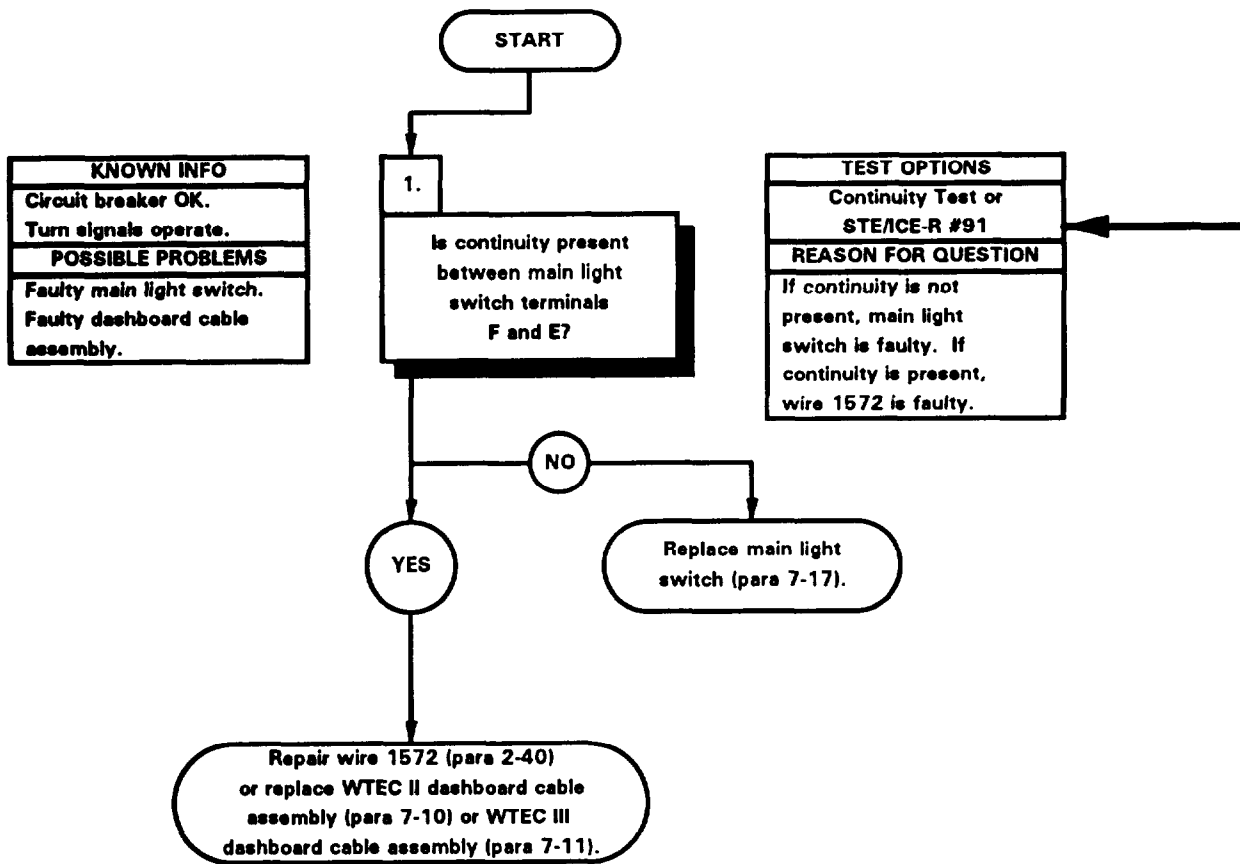 START
KNOWN INFO
Circuit breaker OK.
Turn signals operate.
POSSIBLE PROBLEMS
Faulty main light switch.
Faulty dashboard cable
assembly.
1.
Is continuity present
between main light
switch terminals
F and E?
TEST OPTIONS
Continuity Test or
STE/ICE-R #91
REASON FOR QUESTION
If continuity is not
present, main light
switch is faulty. If
continuity is present,
wire 1572 is faulty.
NO
YES
Replace main light
switch (para 7-17).
Repair wire 1572 (para 2-40)
or replace WTEC II dashboard cable
assembly (para 7-10) or WTEC III
dashboard cable assembly (para 7-11).